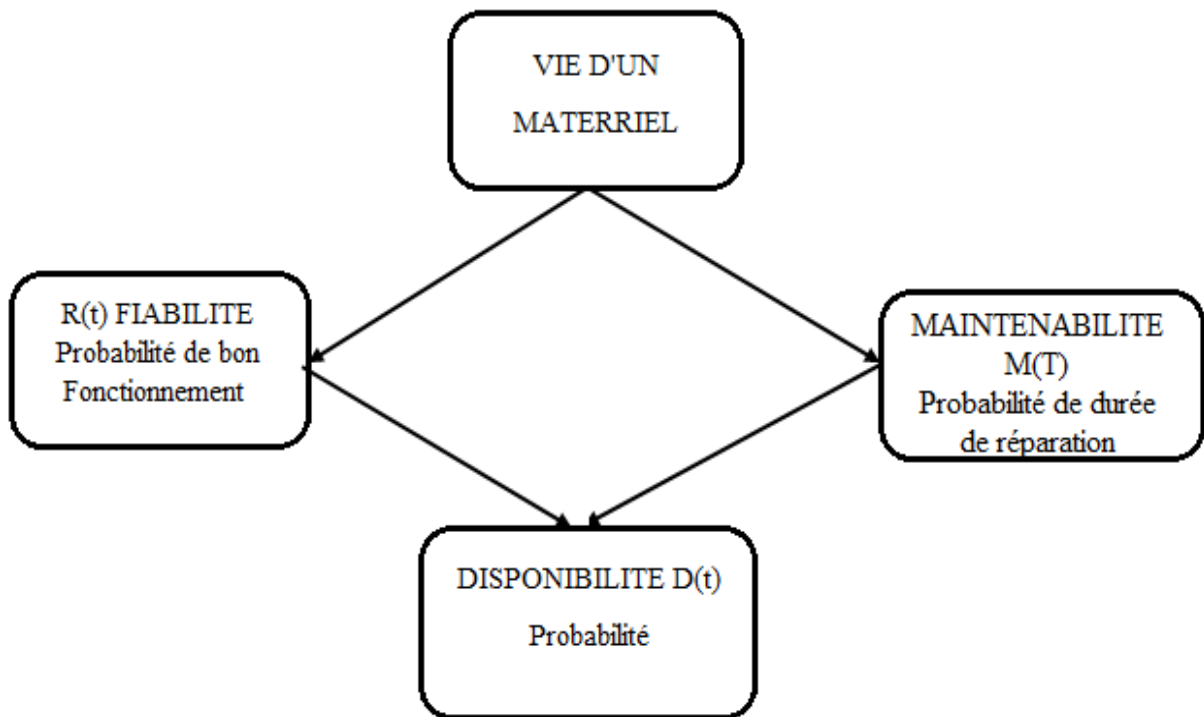 VIE D'UN
MATERRIEL
R(t) FIABILITE
Probabilité de bon
Fonctionnement
MAINTENABILITE
M(T)
Probabilité de durée
de réparation
DISPONIBILITE D(t)
Probabilité